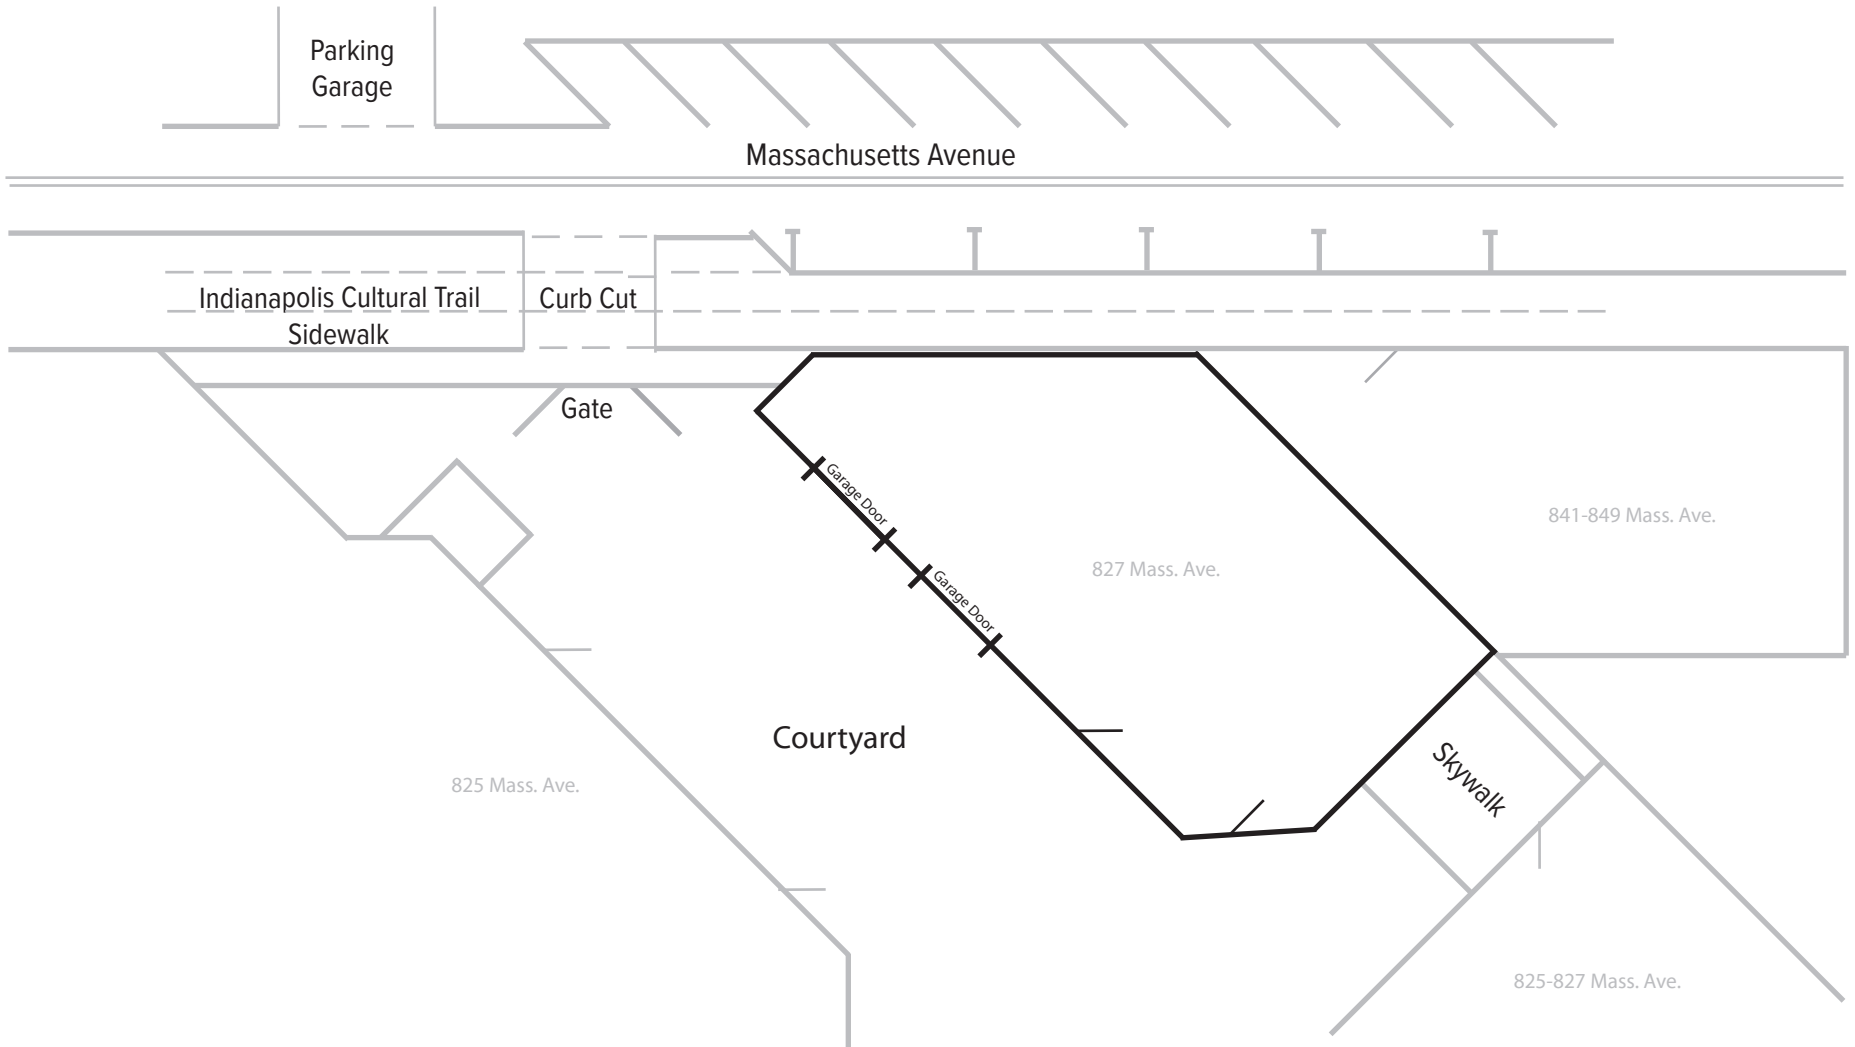 Parking
Garage
Massachusetts Avenue
Indianapolis Cultural Trail
Sidewalk
Curb Cut
Gate
Garage Door
Garage Door
841-849 Mass. Ave.
827 Mass. Ave.
Courtyard
Skywalk
825 Mass. Ave.
825-827 Mass. Ave.